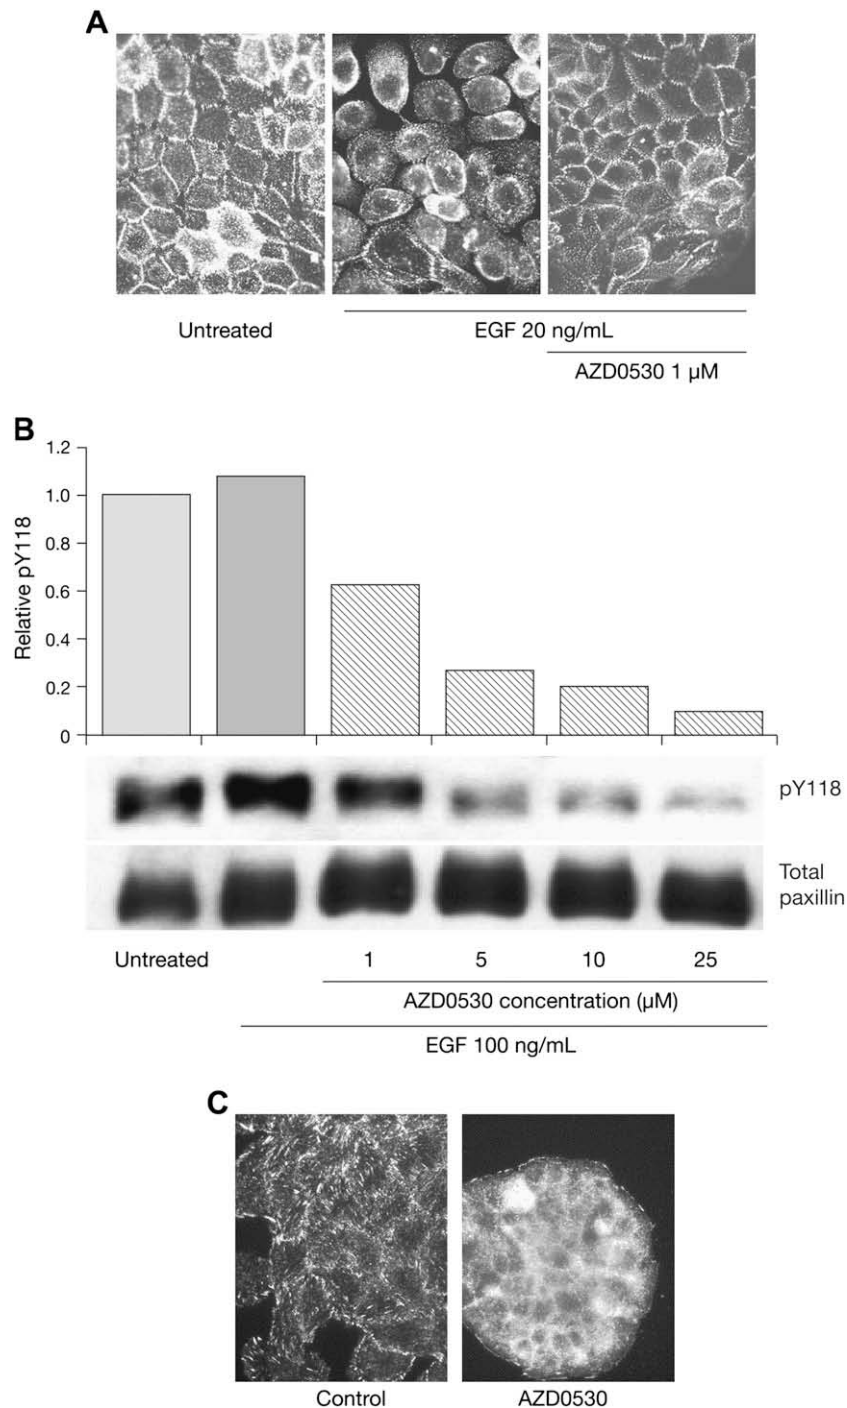 A
Untreated
EGF 20 ng/mL
AZD0530 1 µM
B
1.2
1.0
0.8
0.6
0.4
0.2
0
Relative pY118
pY118
Total
paxillin
Untreated 1 5 10 25
AZD0530 concentration (µM)
EGF 100 ng/mL
C
Control AZD0530